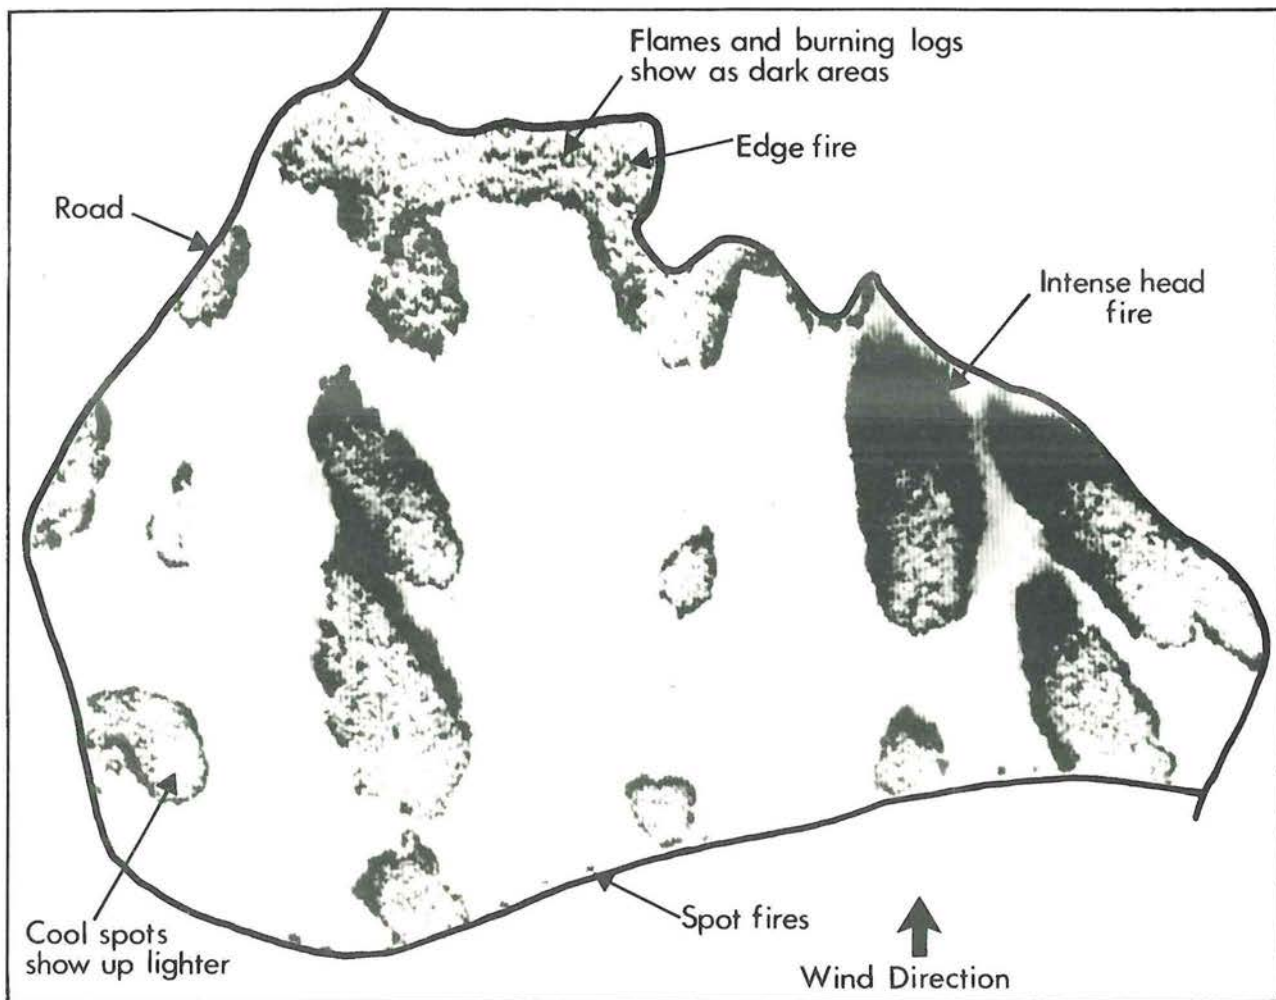 Flames and burning logs
show as dark areas
Edge fire
Road
Intense head
fire
Cool spots
show up lighter
Spot fires
Wind Direction